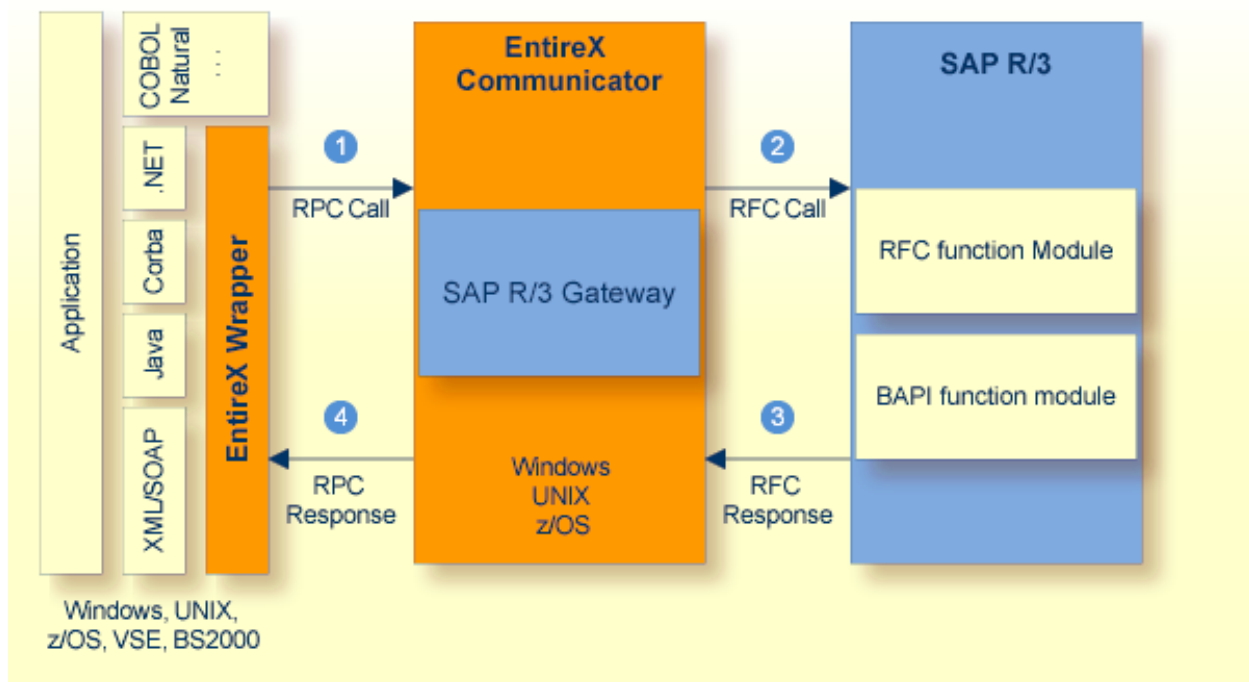 Application
COBOL
Natural
...
.NET
Corba
Java
XML/SOAP
EntireX Wrapper
Windows, UNIX,
z/OS, VSE, BS2000
1
RPC Call
4
RPC
Response
EntireX
Communicator
SAP R/3 Gateway
Windows
UNIX
z/OS
2
RFC Call
3
RFC
Response
SAP R/3
RFC function Module
BAPI function module